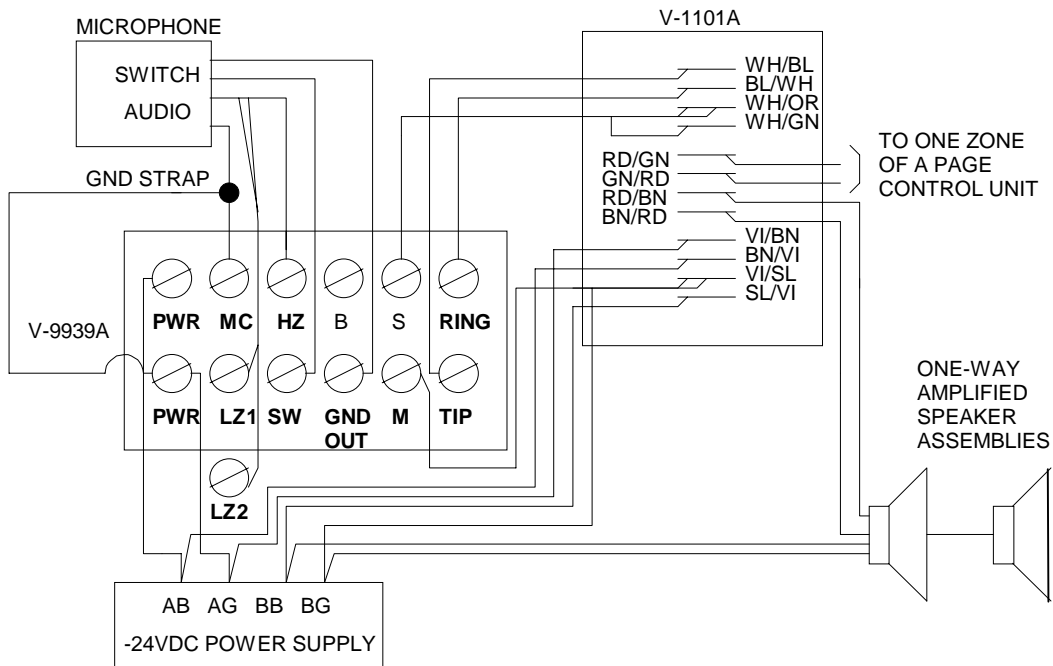 V-1101A
MICROPHONE
SWITCH
AUDIO
GND STRAP
WH/BL
BL/WH
WH/OR
WH/GN
RD/GN
GN/RD
RD/BN
BN/RD
TO ONE ZONE
OF A PAGE
CONTROL UNIT
VI/BN
BN/VI
VI/SL
SL/VI
V-9939A
PWR MC HZ B S RING
PWR LZ1 SW GND OUT M TIP
LZ2
ONE-WAY
AMPLIFIED
SPEAKER
ASSEMBLIES
AB AG BB BG
-24VDC POWER SUPPLY